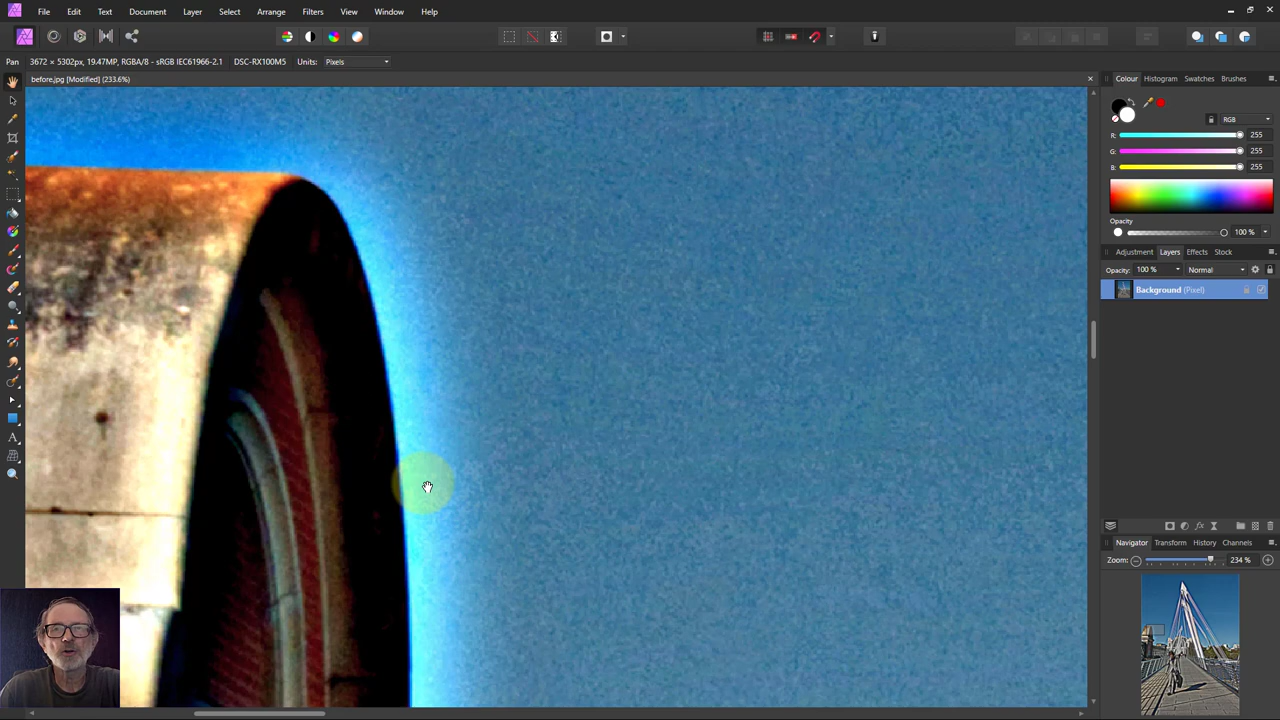 File Edit Text Document Layer Select Arrange Filters View Window Help
Pan 3672 × 5302px, 19.47MP, RGBA/8 - sRGB IEC61966-2.1 DSC-RX100M5 Units: Pixels
before.jpg [Modified] (233.6%)
Colour Histogram Swatches Brushes
RGB
R: 255
G: 255
B: 255
Opacity
100 %
Adjustment Layers Effects Stock
Opacity: 100 % Normal
Background (Pixel)
Navigator Transform History Channels
Zoom: 234 %